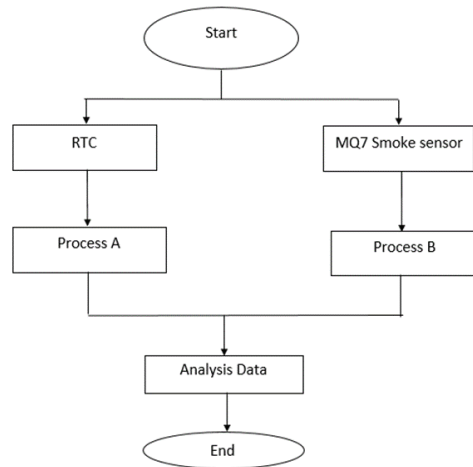 Start
RTC
MQ7 Smoke sensor
Process A
Process B
Analysis Data
End